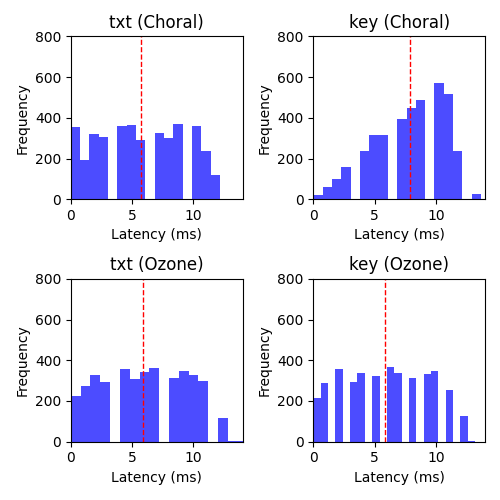 txt (Choral)
800
600
400
200
0
Frequency
0 5 10
Latency (ms)
key (Choral)
800
600
400
200
0
Frequency
0 5 10
Latency (ms)
txt (Ozone)
800
600
400
200
0
Frequency
0 5 10
Latency (ms)
key (Ozone)
800
600
400
200
0
Frequency
0 5 10
Latency (ms)